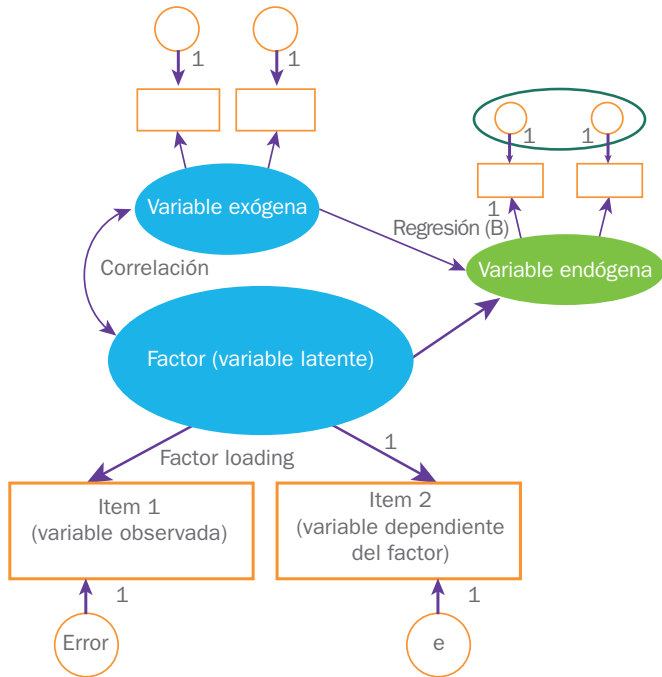 1
1
1
1
Variable exógena
1
Regresión (B)
Variable endógena
Correlación
Factor (variable latente)
Factor loading
1
Item 1
(variable observada)
Item 2
(variable dependiente
del factor)
1
1
Error
e